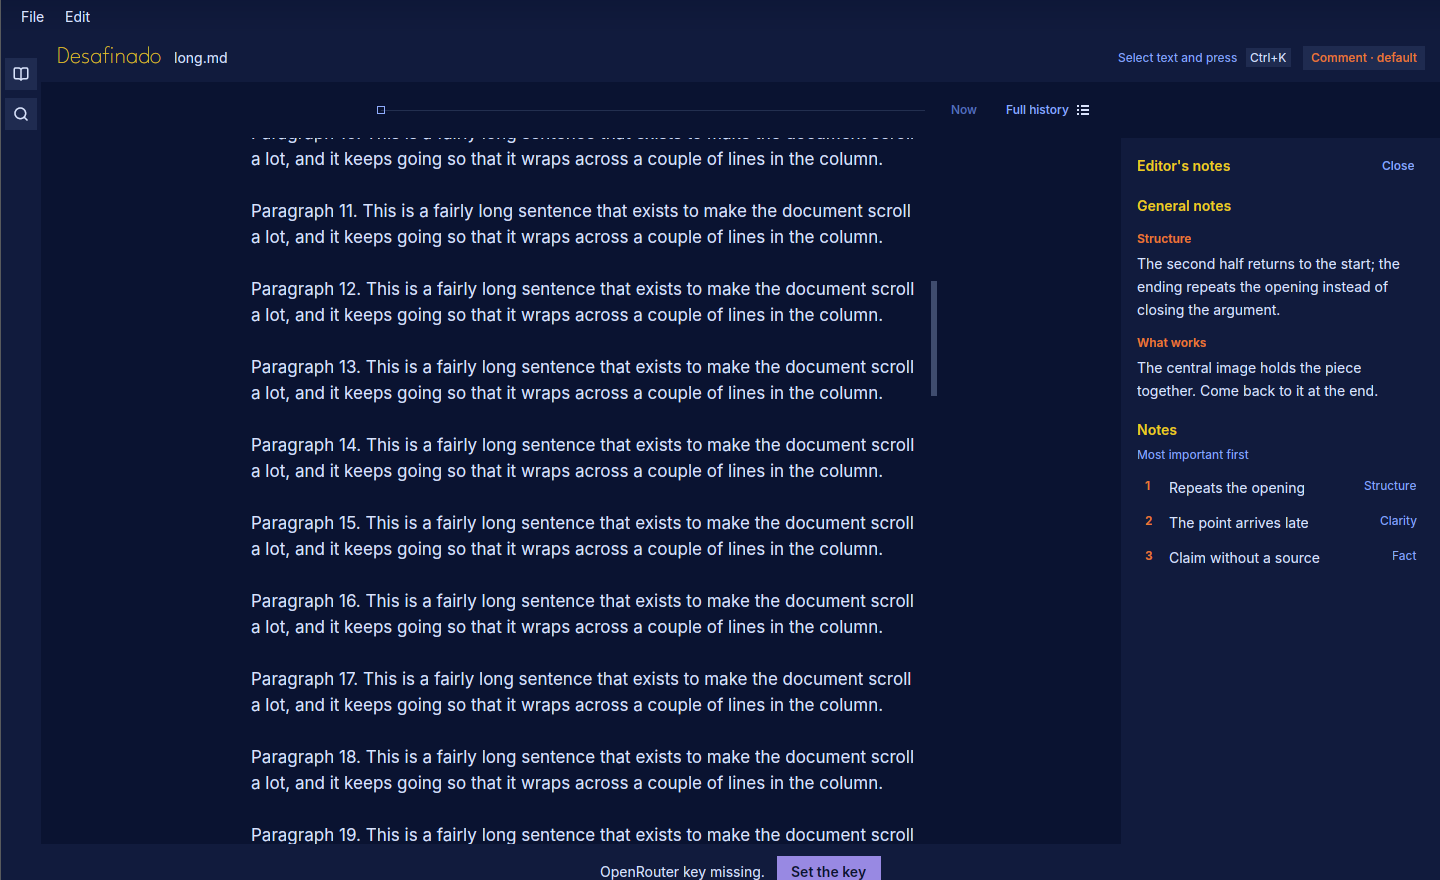 File Edit
Desafinado long.md
Select text and press Ctrl+K Comment · default
Now Full history
Paragraph 10. This is a fairly long sentence that exists to make the document scroll
a lot, and it keeps going so that it wraps across a couple of lines in the column.
Paragraph 11. This is a fairly long sentence that exists to make the document scroll
a lot, and it keeps going so that it wraps across a couple of lines in the column.
Paragraph 12. This is a fairly long sentence that exists to make the document scroll
a lot, and it keeps going so that it wraps across a couple of lines in the column.
Paragraph 13. This is a fairly long sentence that exists to make the document scroll
a lot, and it keeps going so that it wraps across a couple of lines in the column.
Paragraph 14. This is a fairly long sentence that exists to make the document scroll
a lot, and it keeps going so that it wraps across a couple of lines in the column.
Paragraph 15. This is a fairly long sentence that exists to make the document scroll
a lot, and it keeps going so that it wraps across a couple of lines in the column.
Paragraph 16. This is a fairly long sentence that exists to make the document scroll
a lot, and it keeps going so that it wraps across a couple of lines in the column.
Paragraph 17. This is a fairly long sentence that exists to make the document scroll
a lot, and it keeps going so that it wraps across a couple of lines in the column.
Paragraph 18. This is a fairly long sentence that exists to make the document scroll
a lot, and it keeps going so that it wraps across a couple of lines in the column.
Paragraph 19. This is a fairly long sentence that exists to make the document scroll
Editor's notes Close
General notes
Structure
The second half returns to the start; the
ending repeats the opening instead of
closing the argument.
What works
The central image holds the piece
together. Come back to it at the end.
Notes
Most important first
1 Repeats the opening Structure
2 The point arrives late Clarity
3 Claim without a source Fact
OpenRouter key missing. Set the key